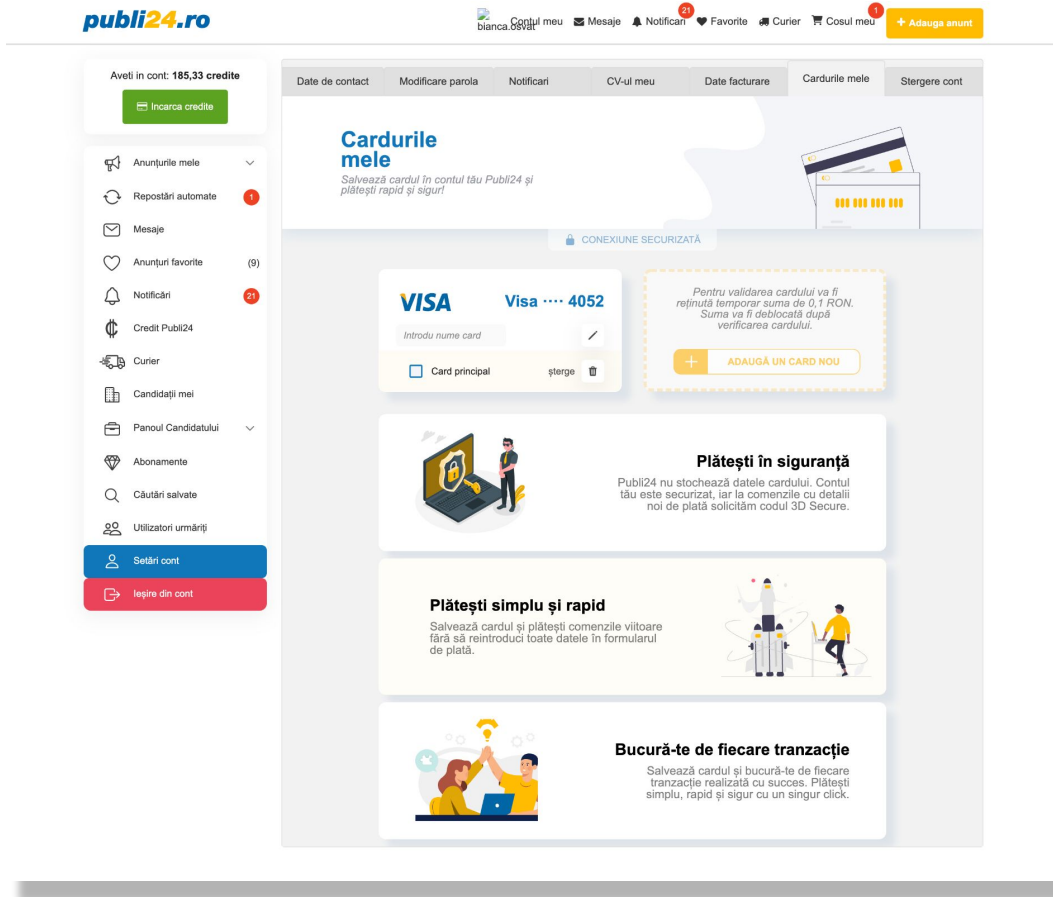 publi24.ro
bianca.osvat
Contul meu
Mesaje
Notificari
21
Favorite
Curier
Cosul meu
1
+ Adauga anunt
Aveti in cont: 185,33 credite
Incarca credite
Anunțurile mele
Repostări automate
1
Mesaje
Anunțuri favorite (9)
Notificări
21
Credit Publi24
Curier
Candidații mei
Panoul Candidatului
Abonamente
Căutări salvate
Utilizatori urmăriți
Setări cont
Ieșire din cont
Date de contact
Modificare parola
Notificari
CV-ul meu
Date facturare
Cardurile mele
Stergere cont
Cardurile
mele
Salvează cardul în contul tău Publi24 și
plătești rapid și sigur!
CONEXIUNE SECURIZATĂ
VISA
Visa ···· 4052
Introdu nume card
Card principal
șterge
Pentru validarea cardului va fi
reținută temporar suma de 0,1 RON.
Suma va fi deblocată după
verificarea cardului.
+ ADAUGĂ UN CARD NOU
Plătești în siguranță
Publi24 nu stochează datele cardului. Contul
tău este securizat, iar la comenzile cu detalii
noi de plată solicităm codul 3D Secure.
Plătești simplu și rapid
Salvează cardul și plătești comenzile viitoare
fără să reintroduci toate datele în formularul
de plată.
Bucură-te de fiecare tranzacție
Salvează cardul și bucură-te de fiecare
tranzacție realizată cu succes. Plătești
simplu, rapid și sigur cu un singur click.